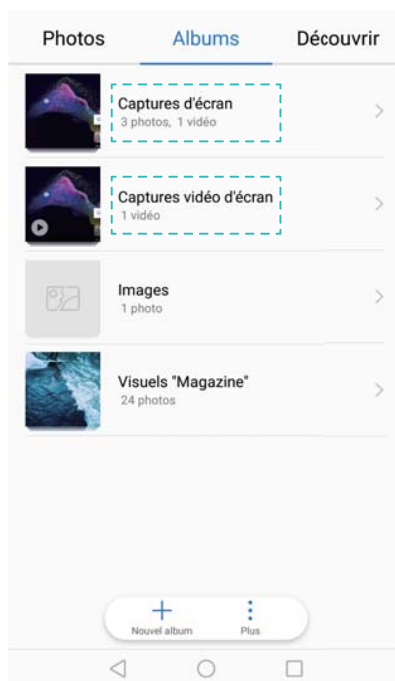 Photos Albums Découvrir
Captures d'écran
3 photos, 1 vidéo
Captures vidéo d'écran
1 vidéo
Images
1 photo
Visuels "Magazine"
24 photos
Nouvel album Plus